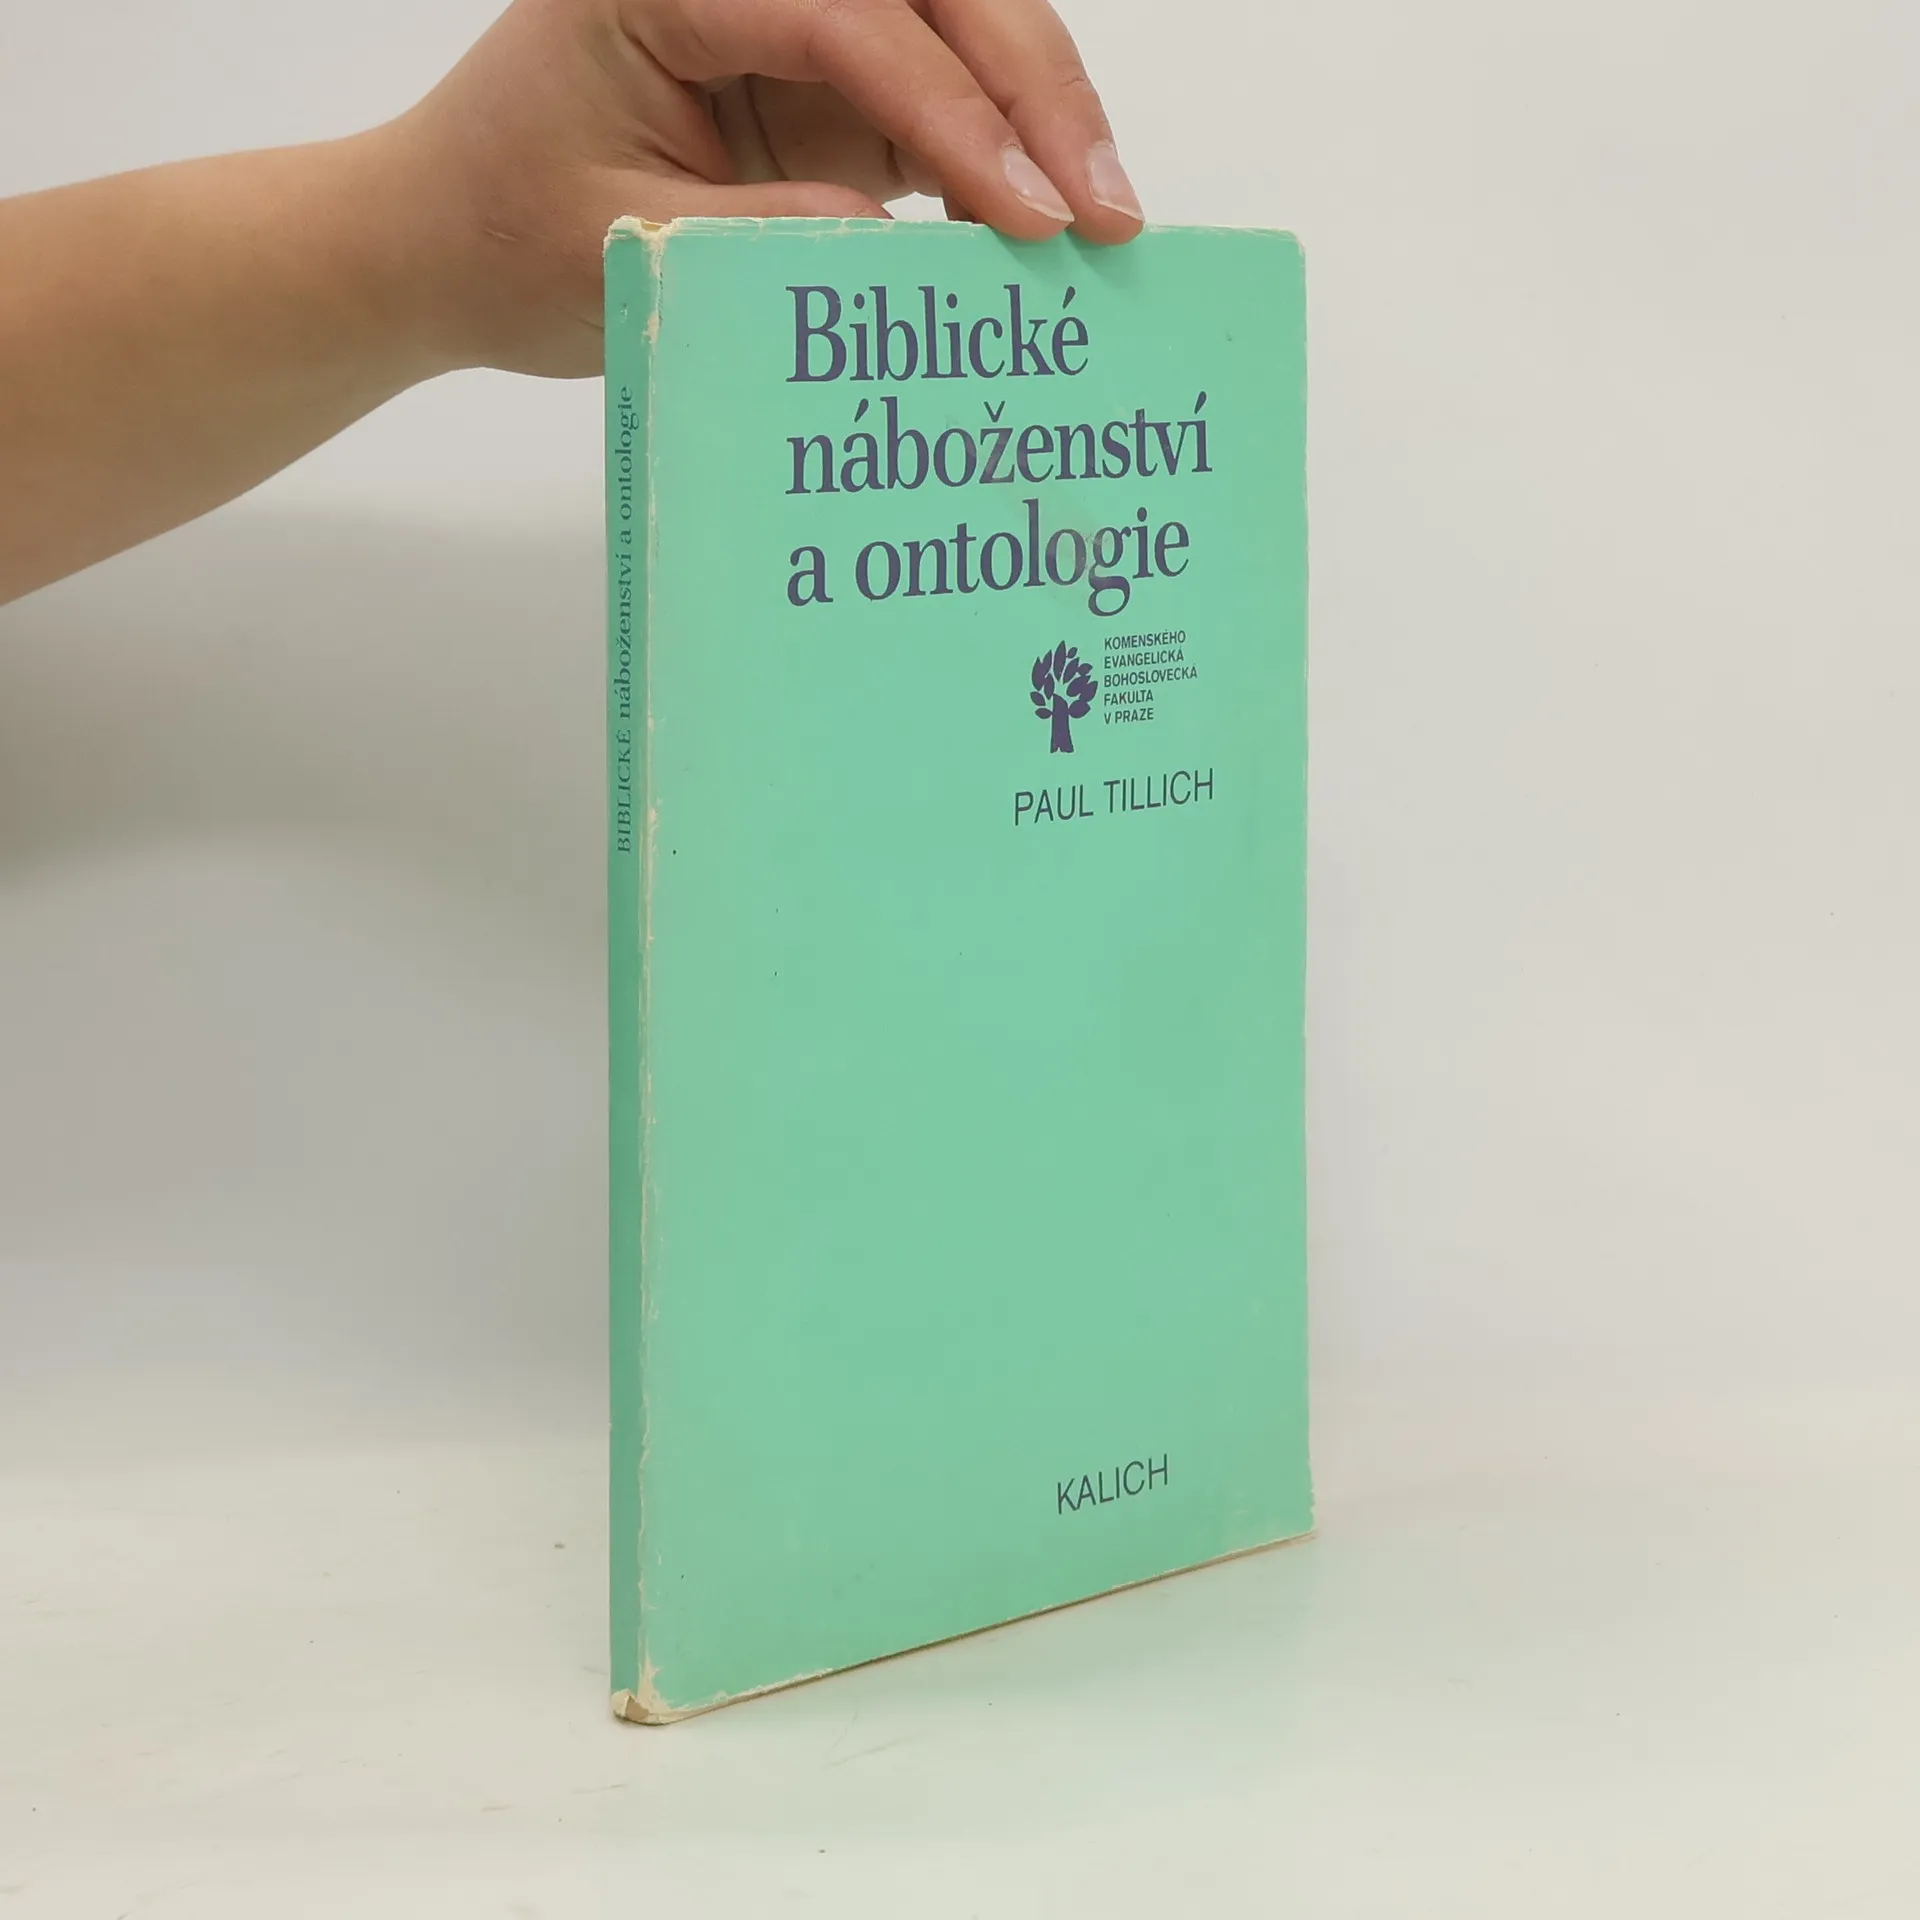 Biblické
náboženství
a ontologie
KOMENSKÉHO
EVANGELICKÁ
BOHOSLOVECKÁ
FAKULTA
V PRAZE
PAUL TILLICH
KALICH
BIBLICKÉ náboženství a ontologie